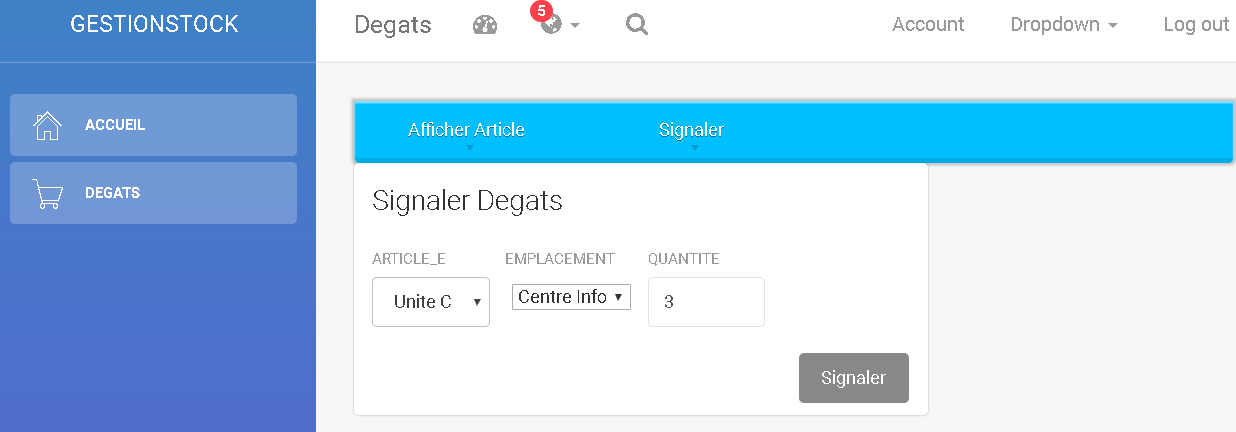 GESTIONSTOCK
Degats
5
Account
Dropdown
Log out
ACCUEIL
DEGATS
Afficher Article
Signaler
Signaler Degats
ARTICLE_E
EMPLACEMENT
QUANTITE
Unite C
Centre Info
3
Signaler